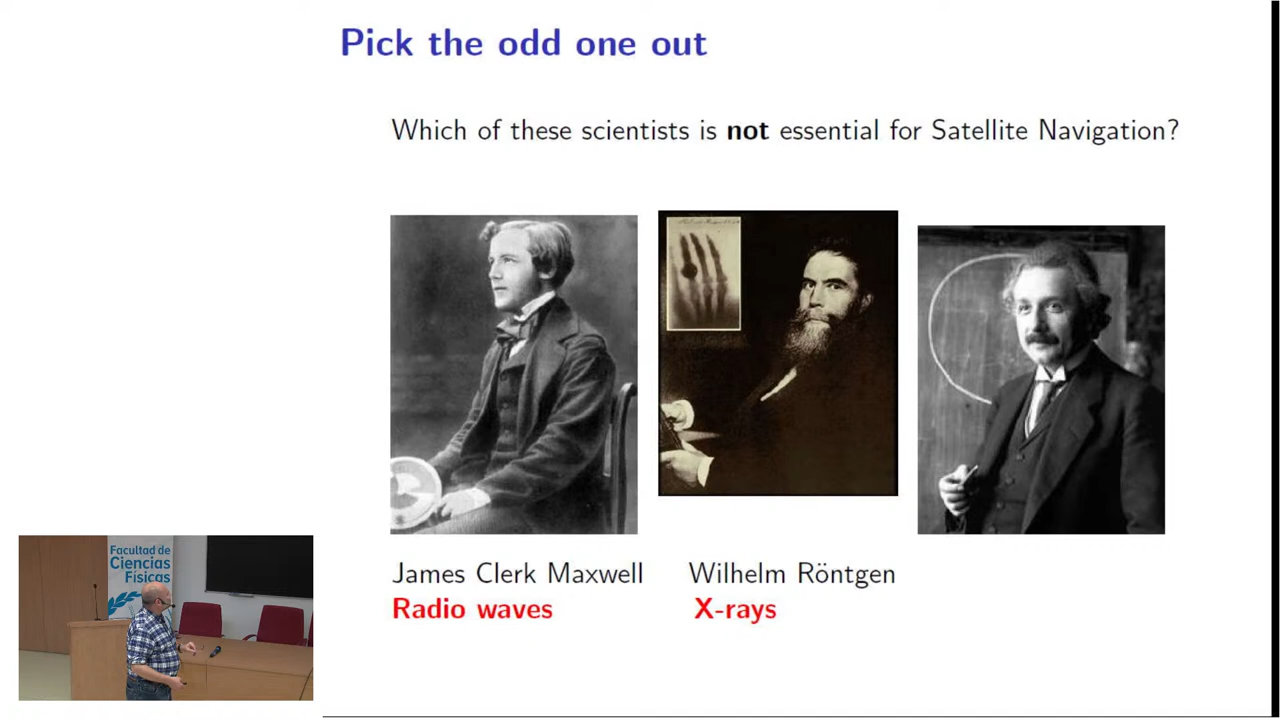 Pick the odd one out
Which of these scientists is not essential for Satellite Navigation?
James Clerk Maxwell
Radio waves
Wilhelm Röntgen
X-rays
Facultad de
Ciencias
Físicas